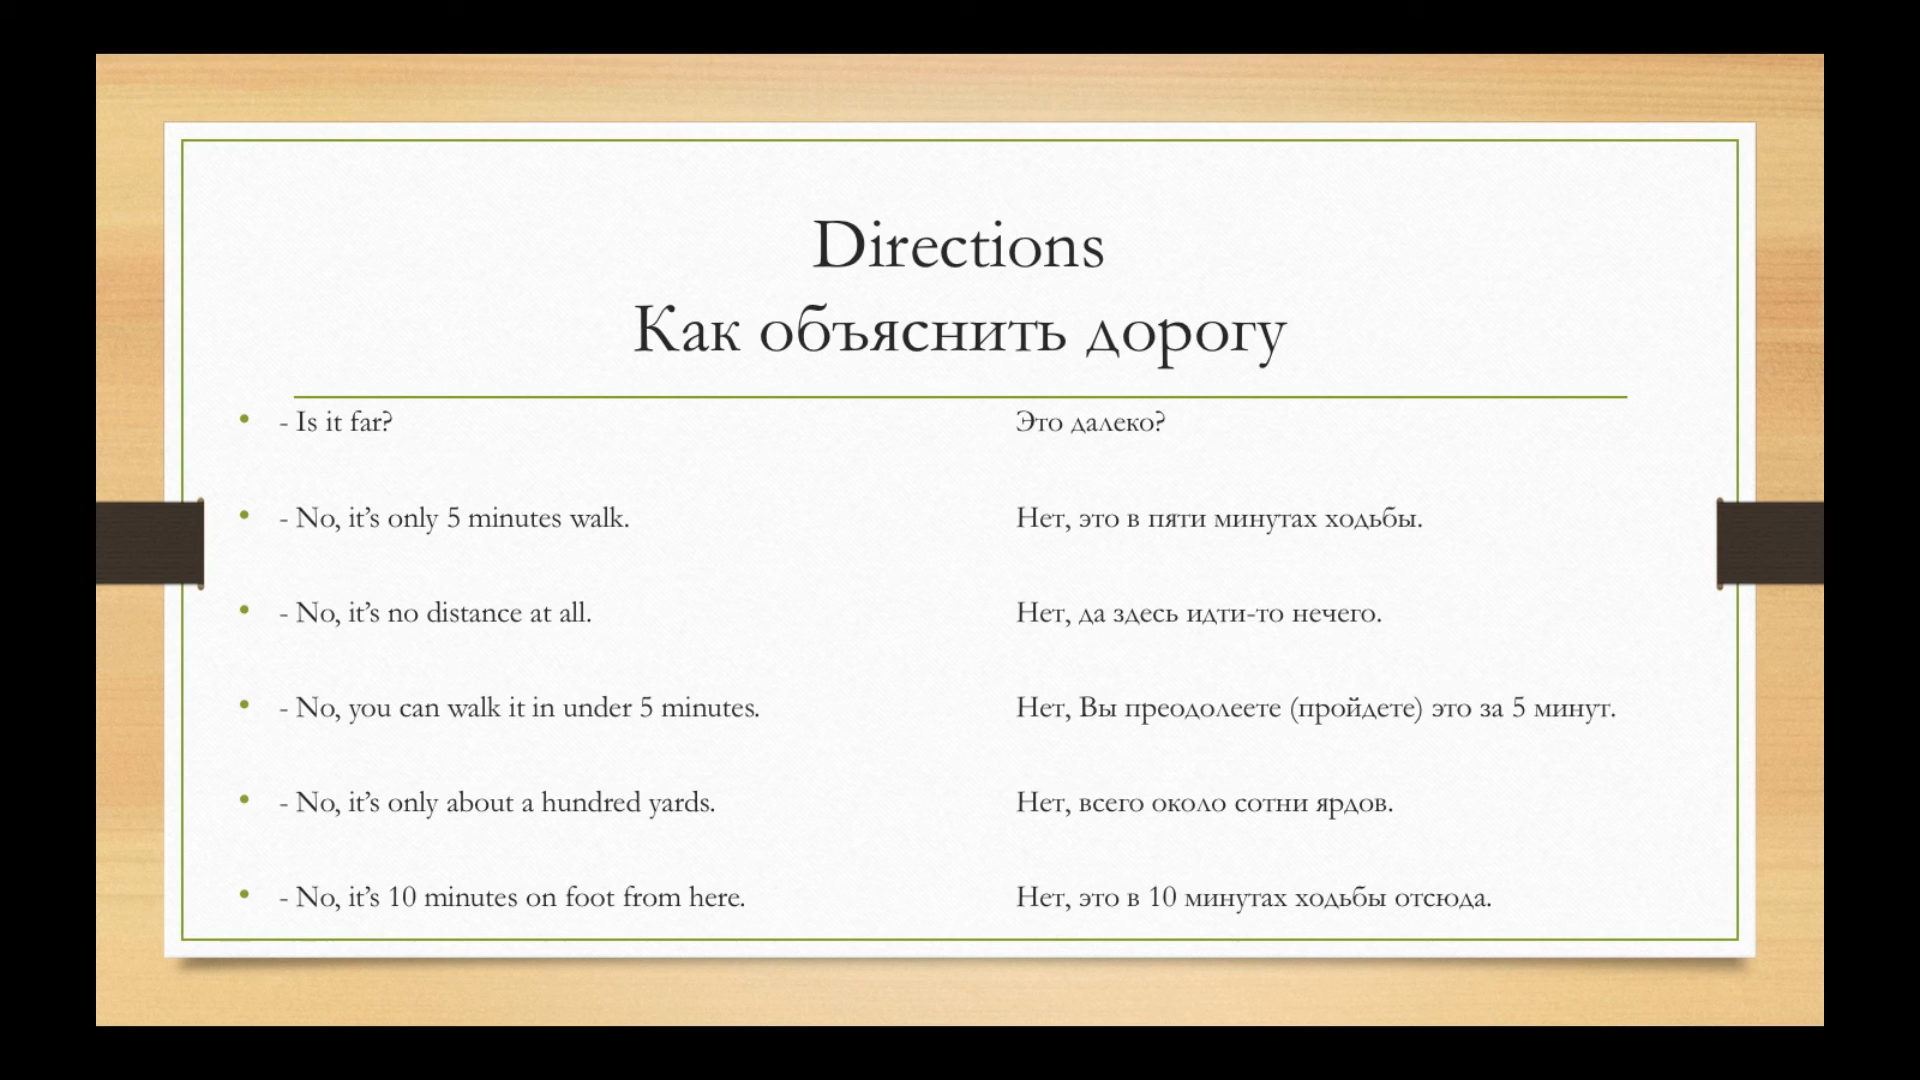 Directions
Как объяснить дорогу
• - Is it far? Это далеко?
• - No, it’s only 5 minutes walk. Нет, это в пяти минутах ходьбы.
• - No, it’s no distance at all. Нет, да здесь идти-то нечего.
• - No, you can walk it in under 5 minutes. Нет, Вы преодолеете (пройдете) это за 5 минут.
• - No, it’s only about a hundred yards. Нет, всего около сотни ярдов.
• - No, it’s 10 minutes on foot from here. Нет, это в 10 минутах ходьбы отсюда.